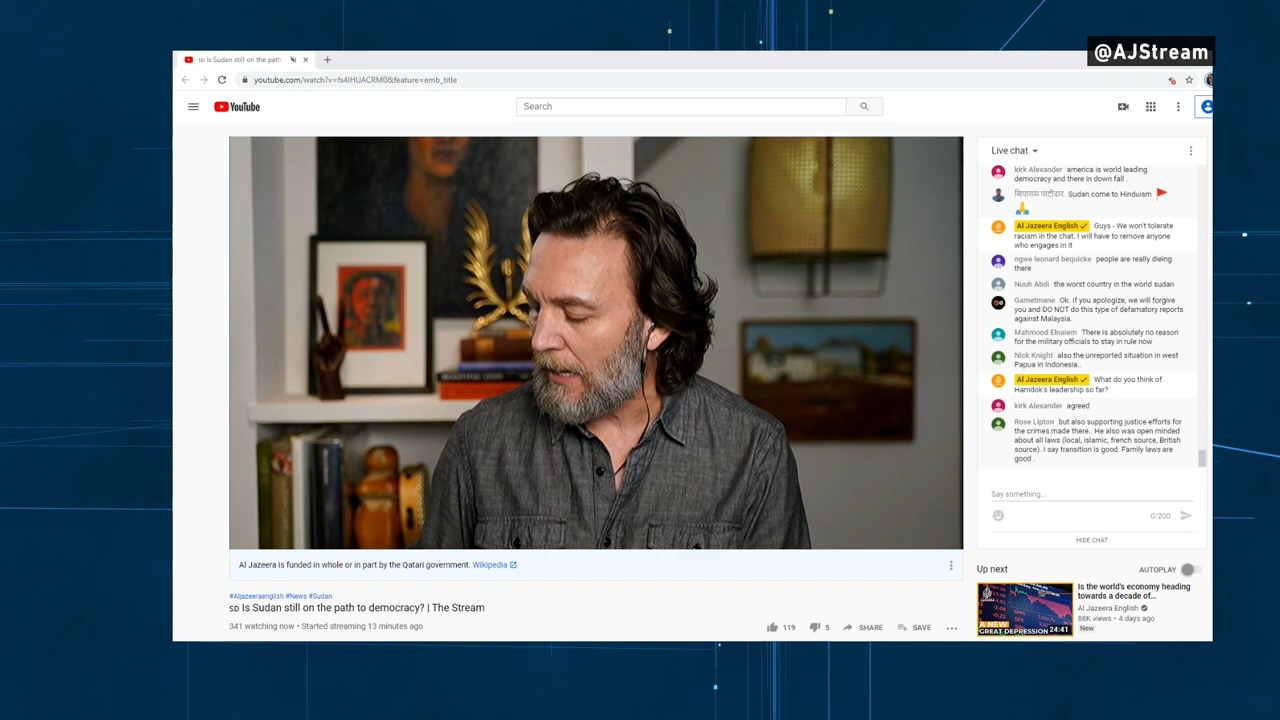 @AJStream
SD Is Sudan still on the path
youtube.com/watch?v=fs4IHUACRM0&feature=emb_title
YouTube
Search
Live chat
kirk Alexander america is world leading
democracy and there in down fall .
सियाराम पाटीदार Sudan come to Hinduism 🚩
🙏
Al Jazeera English ✓ Guys - We won't tolerate
racism in the chat. I will have to remove anyone
who engages in it
ngwe leonard bequicke people are really dieing
there
Nuuh Abdi the worst country in the world sudan
Gametmane Ok. If you apologize, we will forgive
you and DO NOT do this type of defamatory reports
against Malaysia.
Mahmood Elnaiem There is absolutely no reason
for the military officials to stay in rule now
Nick Knight also the unreported situation in west
Papua in Indonesia..
Al Jazeera English ✓ What do you think of
Hamdok's leadership so far?
kirk Alexander agreed
Rose Lipton but also supporting justice efforts for
the crimes made there.. He also was open minded
about all laws (local, islamic, french source, British
source). I say transition is good. Family laws are
good .
Say something...
0/200
HIDE CHAT
Al Jazeera is funded in whole or in part by the Qatari government. Wikipedia
#Aljazeeraenglish #News #Sudan
SD Is Sudan still on the path to democracy? | The Stream
341 watching now • Started streaming 13 minutes ago
119
5
SHARE
SAVE
Up next
AUTOPLAY
Is the world's economy heading
towards a decade of...
Al Jazeera English
88K views • 4 days ago
New
A NEW
GREAT DEPRESSION
24:41